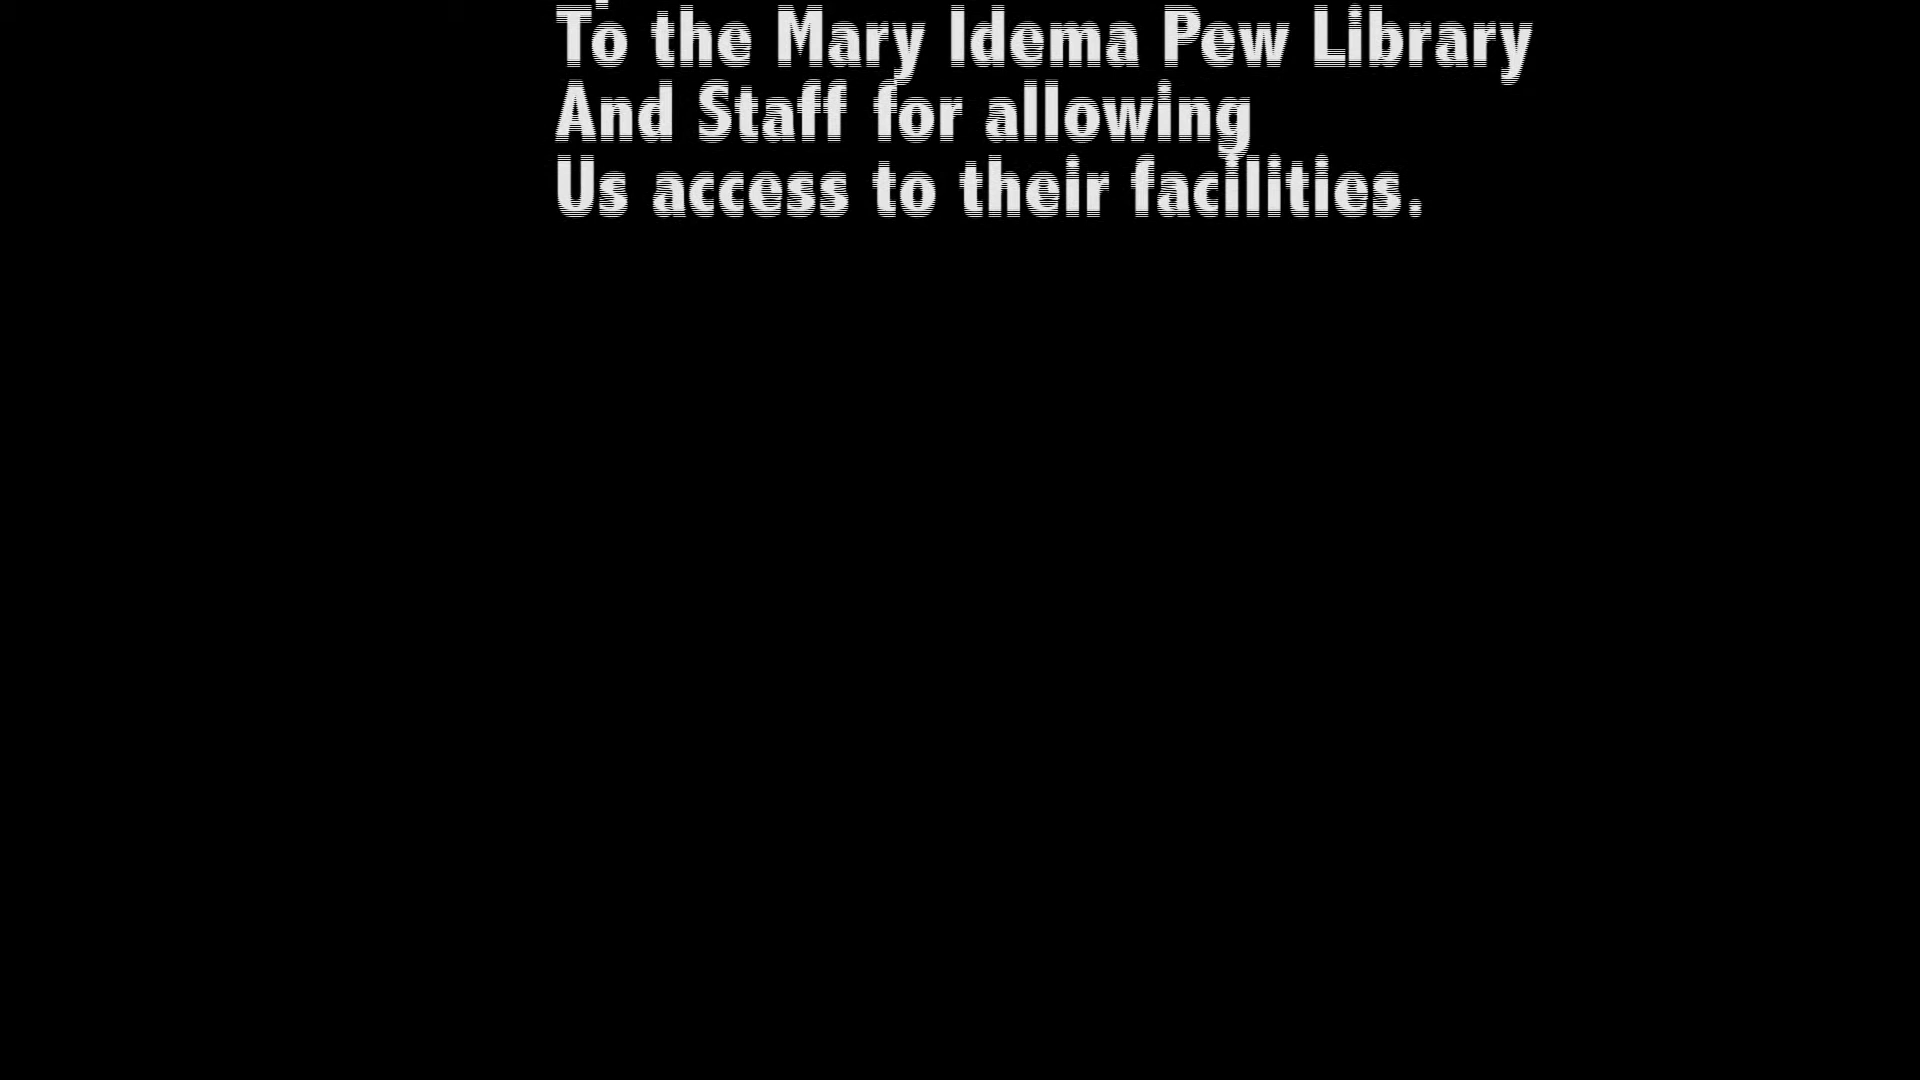 To the Mary Idema Pew Library
And Staff for allowing
Us access to their facilities.